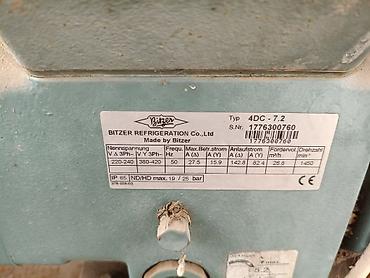 Bitzer
Typ 4DC - 7.2
S.Nr. 1776300760
1776300760
BITZER REFRIGERATION Co., Ltd
Made by Bitzer
Nennspannung Frequ. Max.Betr.strom Anlaufstrom Fördervol. Drehzahl
V Δ 3Ph~ V Y 3Ph~ Hz A(Δ) A(Y) A(Δ) A(Y) m³/h min⁻¹
220-240 380-420 50 27.5 15.9 142.8 82.4 26.8 1450
IP 65 ND/HD max. 19 / 25 bar